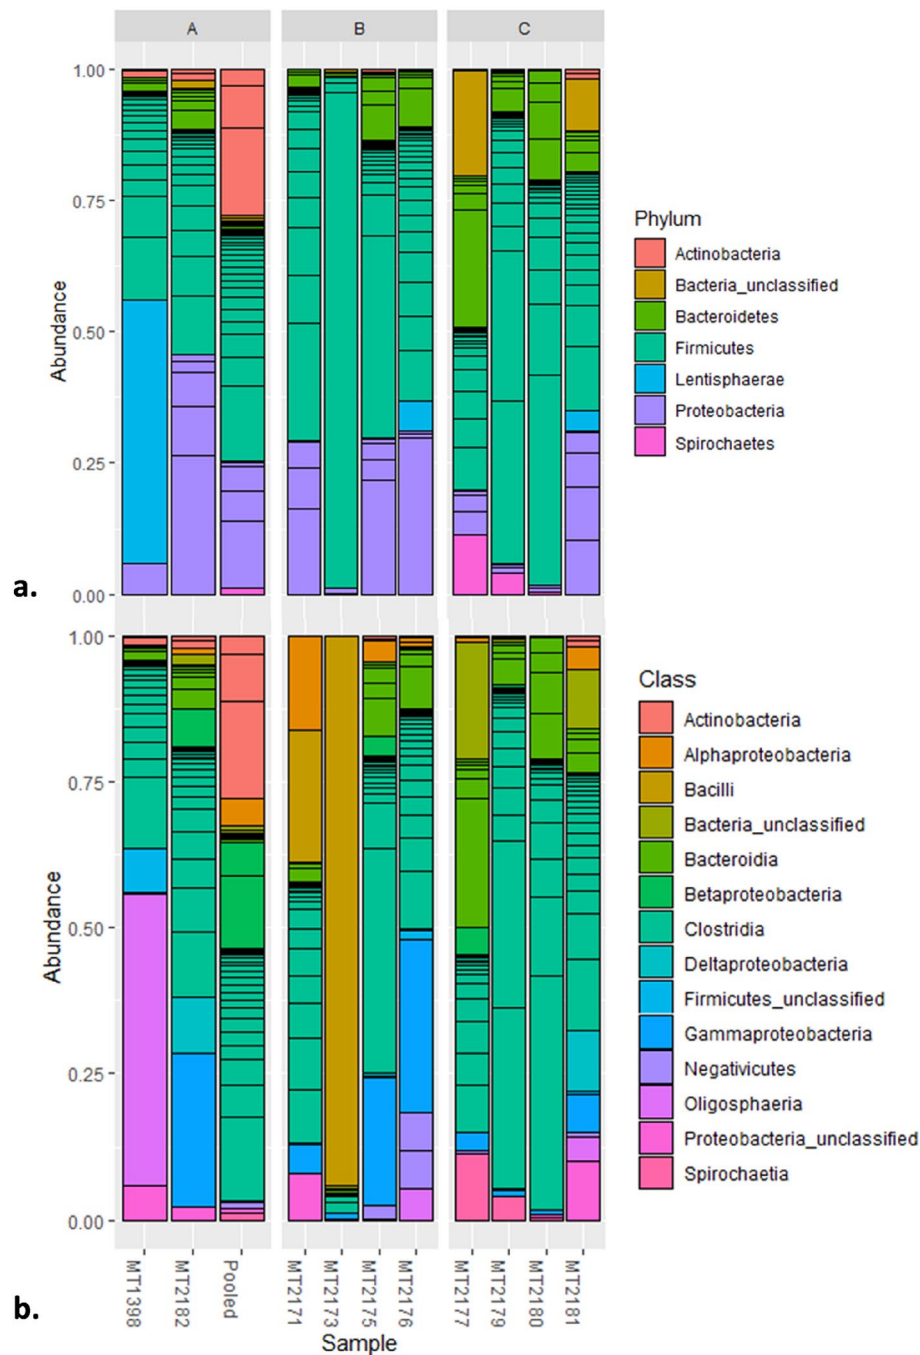 A B C
1.00
0.75
0.50
0.25
0.00
Abundance
Phylum
Actinobacteria
Bacteria_unclassified
Bacteroidetes
Firmicutes
Lentisphaerae
Proteobacteria
Spirochaetes
a.
1.00
0.75
0.50
0.25
0.00
Abundance
Class
Actinobacteria
Alphaproteobacteria
Bacilli
Bacteria_unclassified
Bacteroidia
Betaproteobacteria
Clostridia
Deltaproteobacteria
Firmicutes_unclassified
Gammaproteobacteria
Negativicutes
Oligosphaeria
Proteobacteria_unclassified
Spirochaetia
MT1398
MT2182
Pooled
MT2171
MT2173
MT2175
MT2176
MT2177
MT2179
MT2180
MT2181
b.
Sample